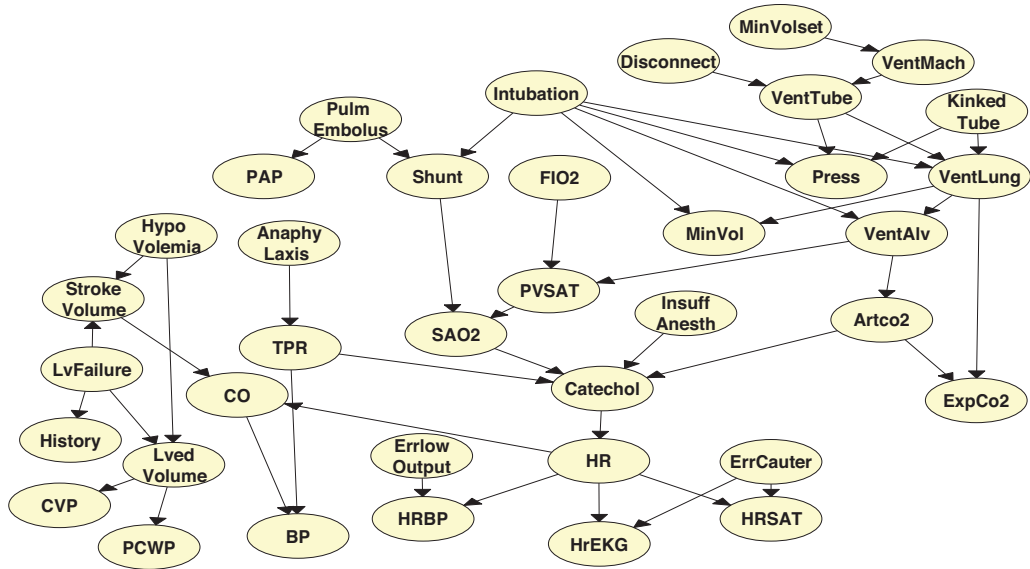 MinVolset
Disconnect
VentMach
Intubation
VentTube
Kinked
Tube
Pulm
Embolus
PAP
Shunt
FIO2
Press
VentLung
Hypo
Volemia
Anaphy
Laxis
MinVol
VentAlv
Stroke
Volume
PVSAT
Insuff
Anesth
SAO2
Artco2
TPR
LvFailure
CO
Catechol
ExpCo2
History
Lved
Volume
Errlow
Output
HR
ErrCauter
CVP
HRBP
HRSAT
PCWP
BP
HrEKG